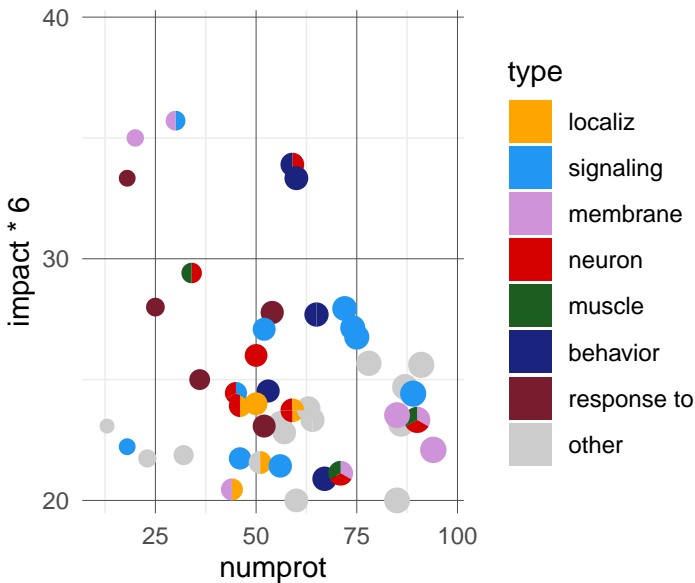 40
30
20
impact * 6
25
50
75
100
numprot
type
localiz
signaling
membrane
neuron
muscle
behavior
response to
other